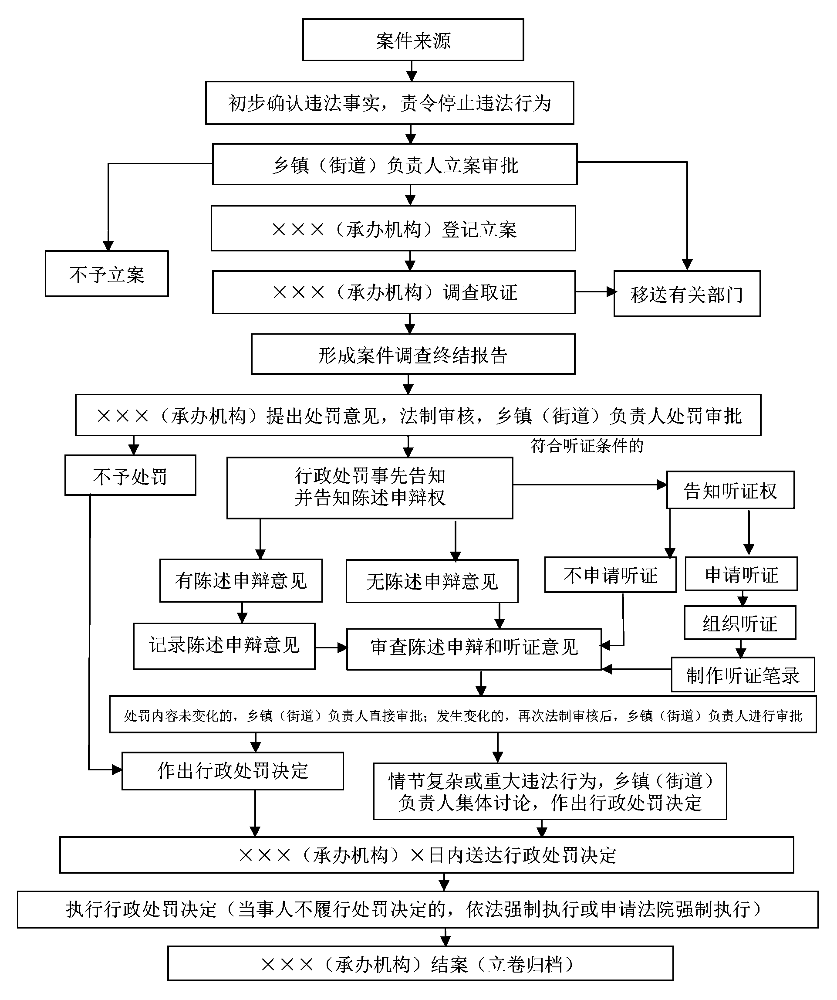 案件来源
初步确认违法事实，责令停止违法行为
乡镇（街道）负责人立案审批
×××（承办机构）登记立案
不予立案
×××（承办机构）调查取证
移送有关部门
形成案件调查终结报告
×××（承办机构）提出处罚意见，法制审核，乡镇（街道）负责人处罚审批
符合听证条件的
不予处罚
行政处罚事先告知
并告知陈述申辩权
告知听证权
有陈述申辩意见
无陈述申辩意见
不申请听证
申请听证
组织听证
记录陈述申辩意见
审查陈述申辩和听证意见
制作听证笔录
处罚内容未变化的，乡镇（街道）负责人直接审批；发生变化的，再次法制审核后，乡镇（街道）负责人进行审批
作出行政处罚决定
情节复杂或重大违法行为，乡镇（街道）
负责人集体讨论，作出行政处罚决定
×××（承办机构）×日内送达行政处罚决定
执行行政处罚决定（当事人不履行处罚决定的，依法强制执行或申请法院强制执行）
×××（承办机构）结案（立卷归档）